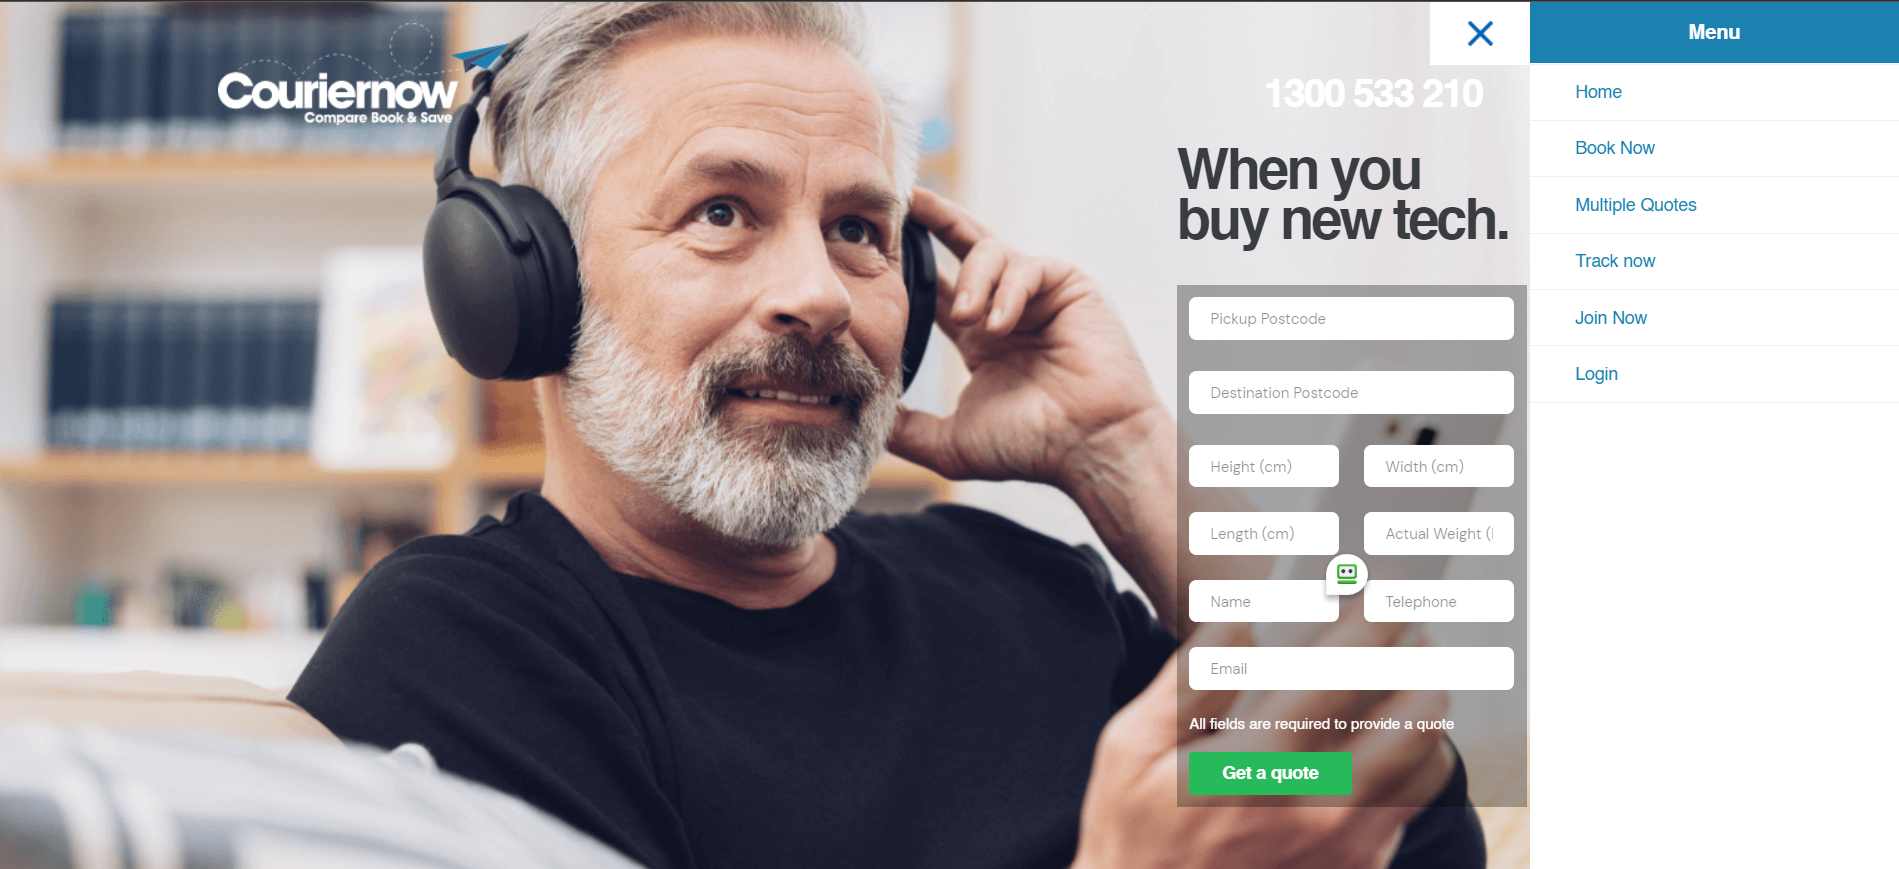 Couriernow
Compare Book & Save
1300 533 210
When you
buy new tech.
Pickup Postcode
Destination Postcode
Height (cm)
Width (cm)
Length (cm)
Actual Weight (
Name
Telephone
Email
All fields are required to provide a quote
Get a quote
Menu
Home
Book Now
Multiple Quotes
Track now
Join Now
Login